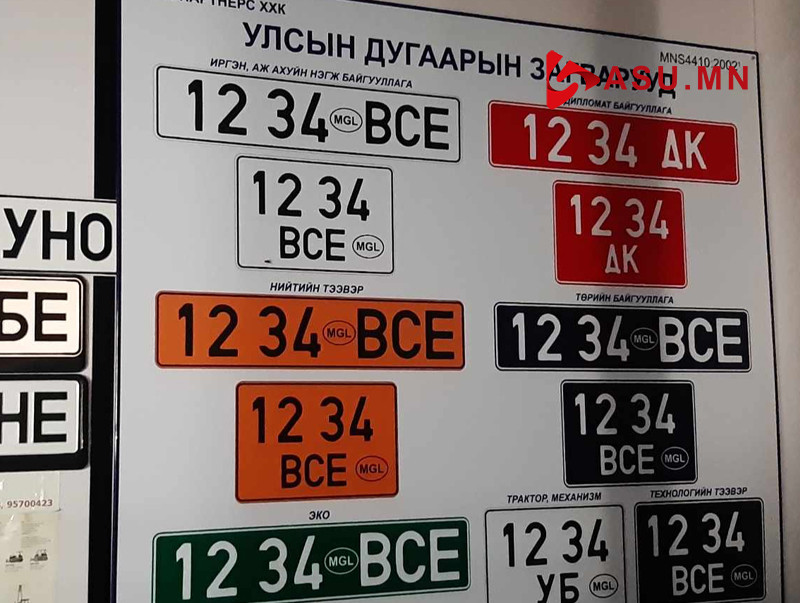 ХХК
УЛСЫН ДУГААРЫН ЗАГВАРУУД
MNS4410:2002
ASU.MN
ИРГЭН, АЖ АХУЙН НЭГЖ БАЙГУУЛЛАГА
12 34 MGL ВСЕ
12 34
ВСЕ MGL
ДИПЛОМАТ БАЙГУУЛЛАГА
12 34 ДК
12 34
ДК
УНО
БЕ
НЕ
95700423
НИЙТИЙН ТЭЭВЭР
12 34 MGL ВСЕ
12 34
ВСЕ MGL
ТӨРИЙН БАЙГУУЛЛАГА
12 34 MGL ВСЕ
12 34
ВСЕ MGL
ЭКО
12 34 MGL ВСЕ
ТРАКТОР, МЕХАНИЗМ
12 34
УБ MGL
ТЕХНОЛОГИЙН ТЭЭВЭР
12 34
ВСЕ MGL